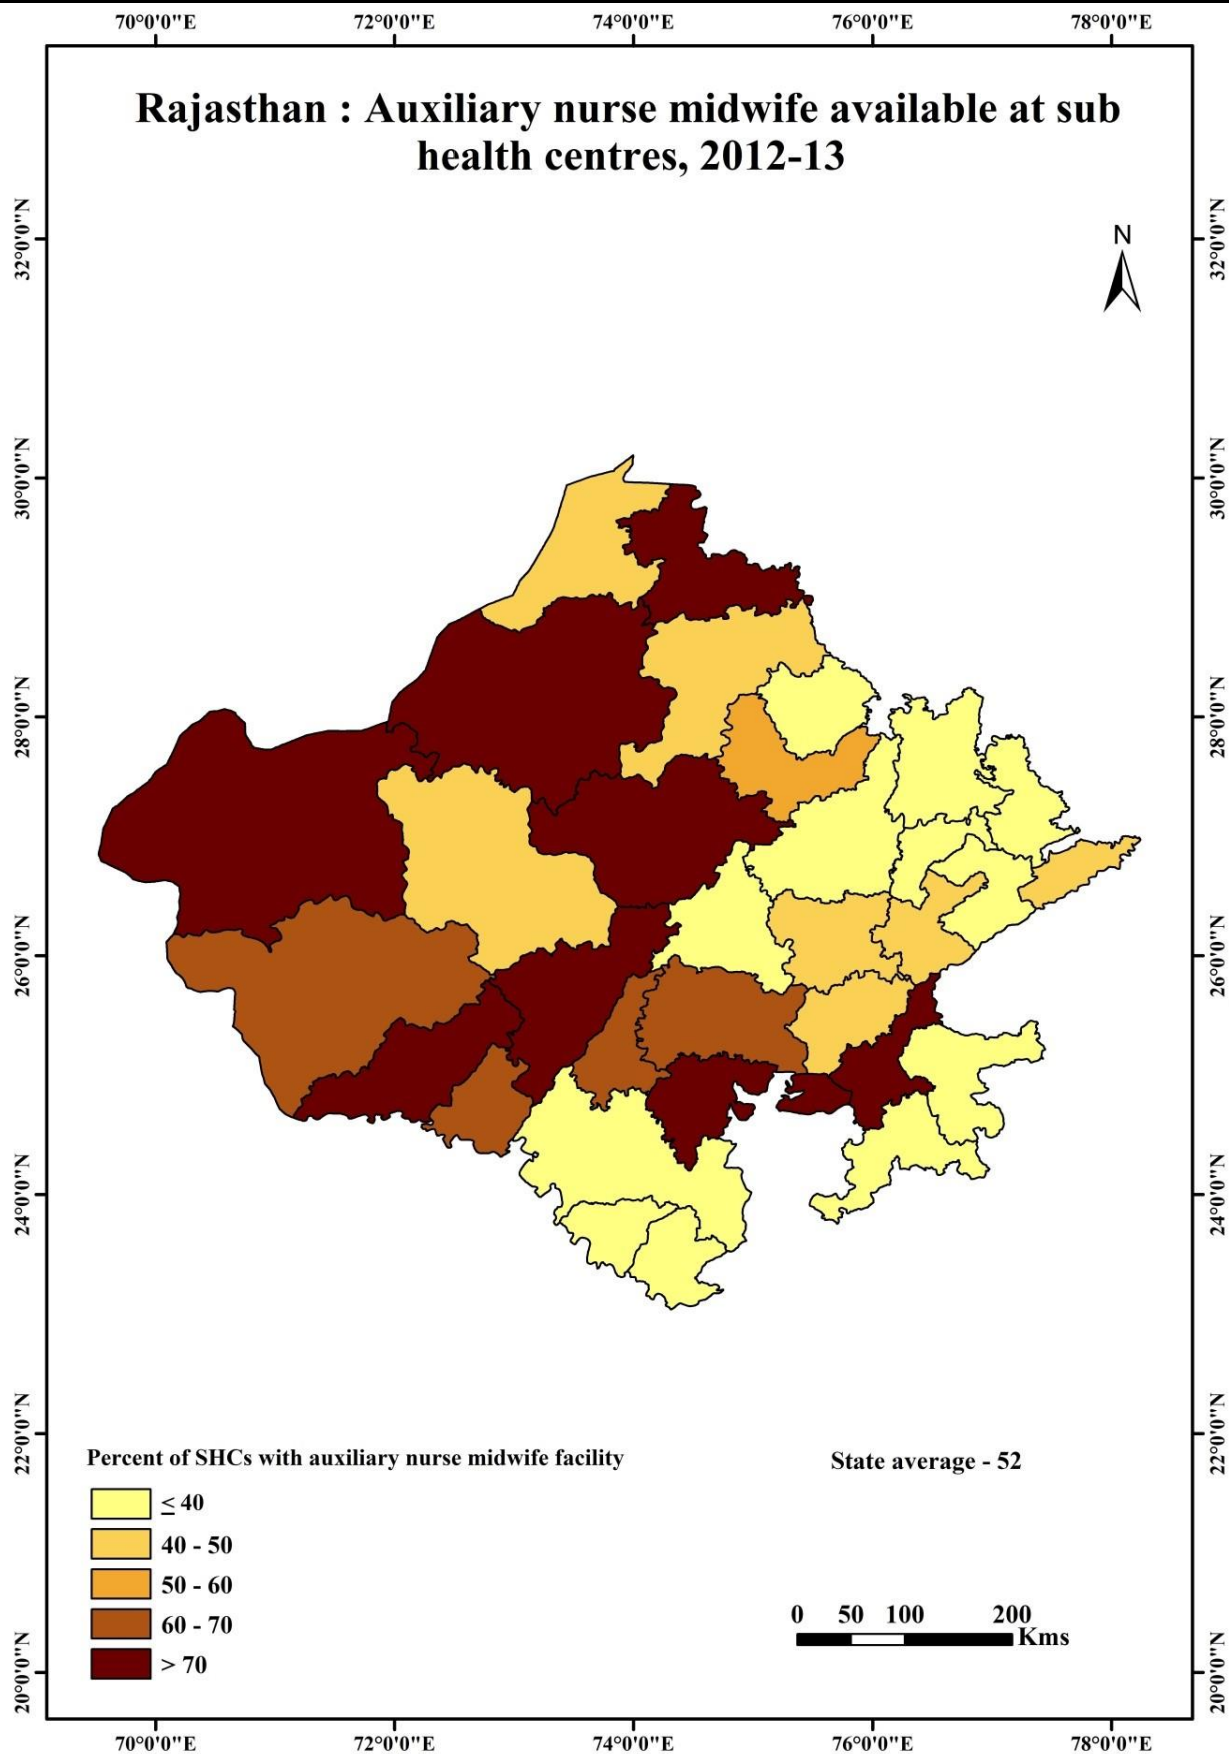 70°0'0"E 72°0'0"E 74°0'0"E 76°0'0"E 78°0'0"E
Rajasthan : Auxiliary nurse midwife available at sub
health centres, 2012-13
N
32°0'0"N 32°0'0"N
30°0'0"N 30°0'0"N
28°0'0"N 28°0'0"N
26°0'0"N 26°0'0"N
24°0'0"N 24°0'0"N
22°0'0"N 22°0'0"N
Percent of SHCs with auxiliary nurse midwife facility
State average - 52
≤ 40
40 - 50
50 - 60
60 - 70
> 70
0 50 100 200
Kms
20°0'0"N 20°0'0"N
70°0'0"E 72°0'0"E 74°0'0"E 76°0'0"E 78°0'0"E